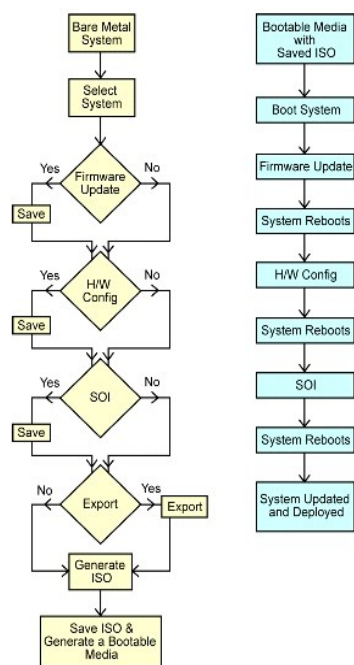 Bare Metal
System
Select
System
Yes
No
Firmware
Update
Save
Yes
No
H/W
Config
Save
Yes
No
SOI
Save
No
Yes
Export
Export
Generate
ISO
Save ISO &
Generate a Bootable
Media
Bootable Media
with
Saved ISO
Boot System
Firmware Update
System Reboots
H/W Config
System Reboots
SOI
System Reboots
System Updated
and Deployed